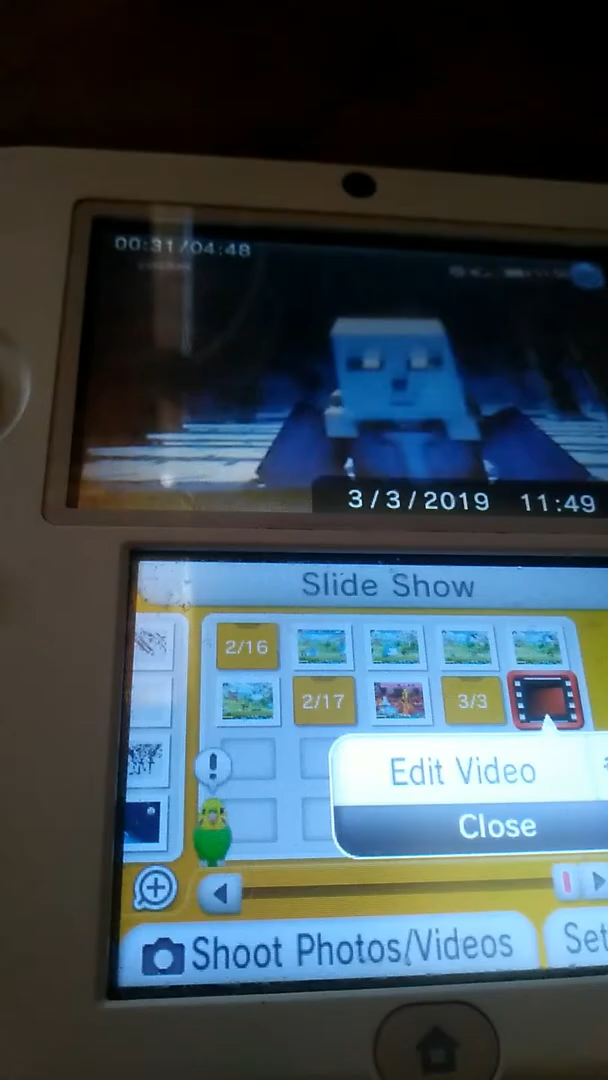 00:31/04:48
3/3/2019 11:49
Slide Show
2/16
2/17
3/3
!
Edit Video
Close
Shoot Photos/Videos
Set